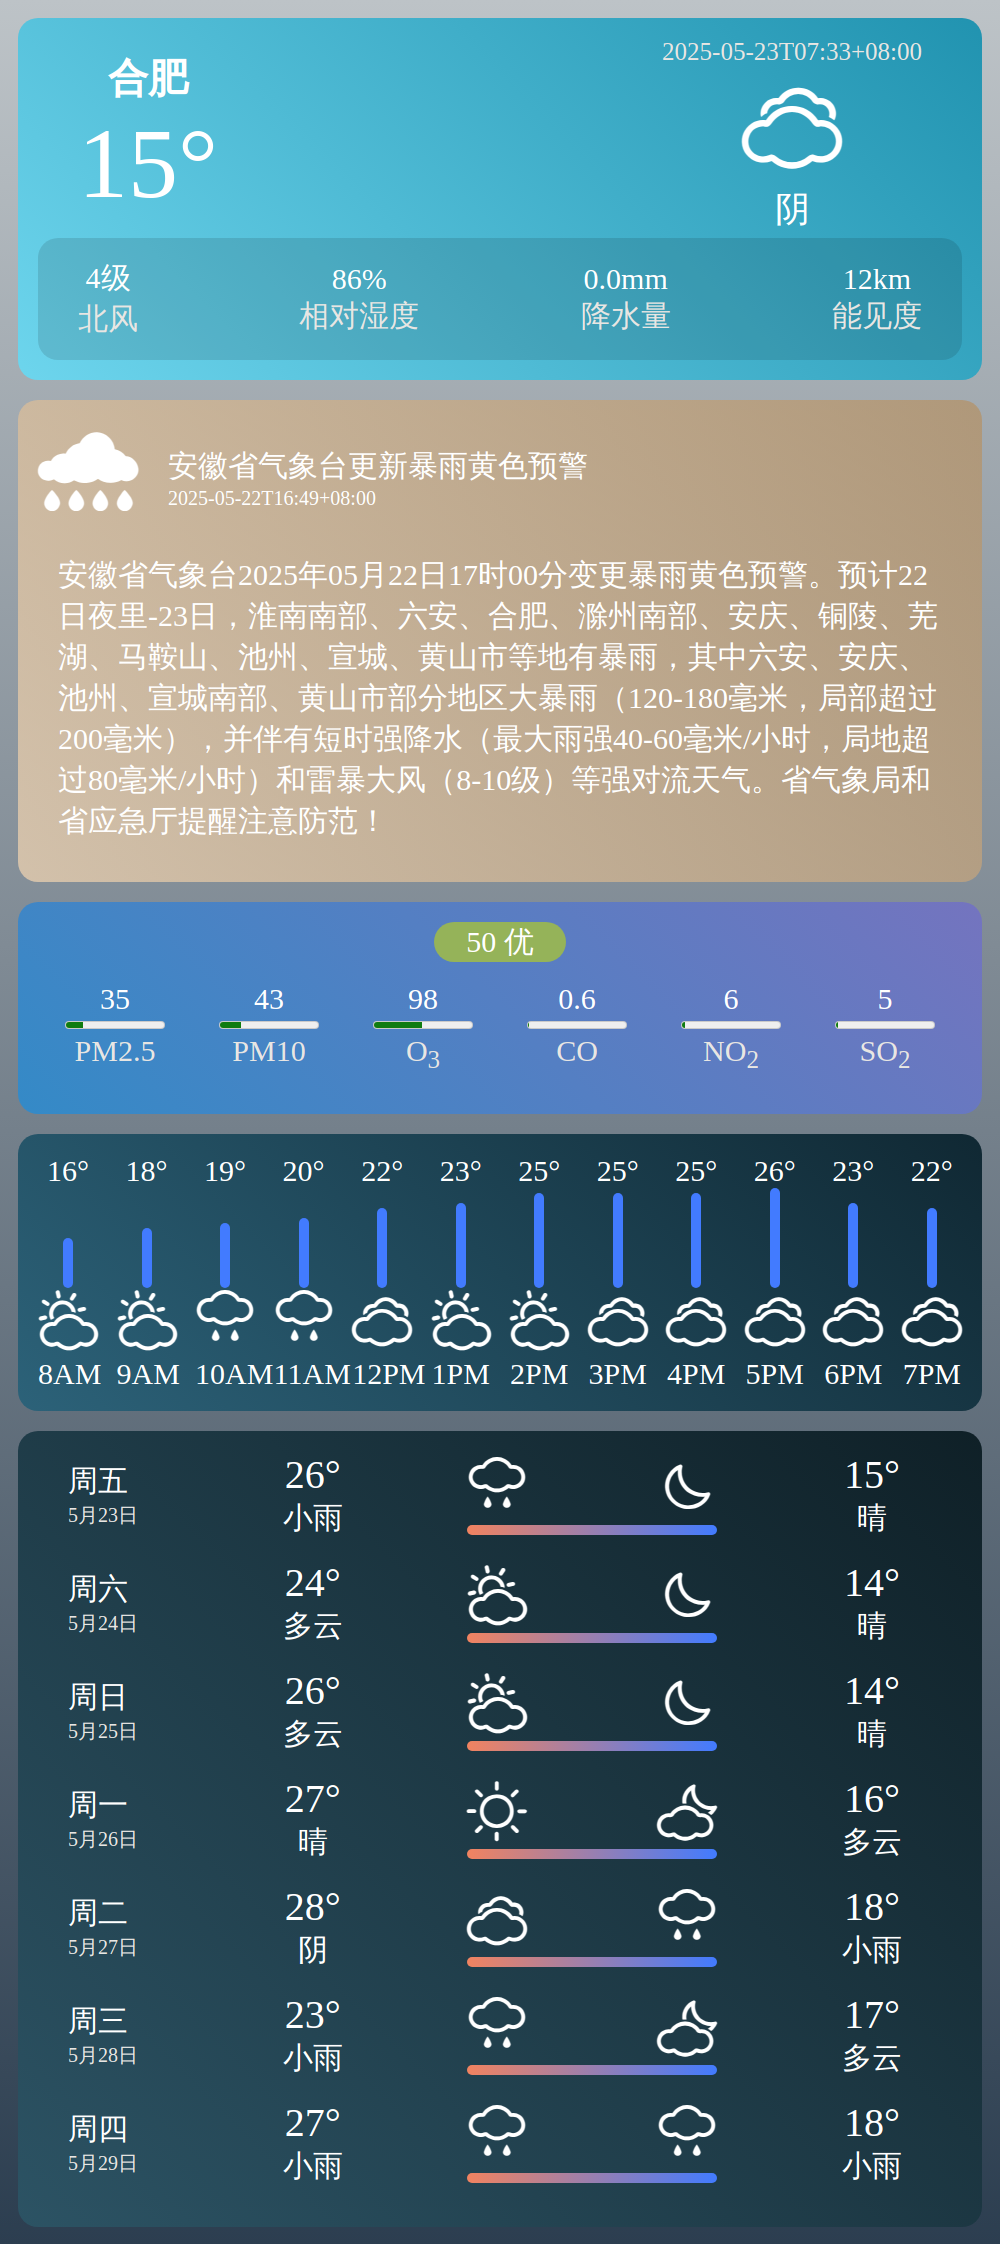 合肥
15°
2025-05-23T07:33+08:00
阴
4级 86% 0.0mm 12km
北风 相对湿度 降水量 能见度
安徽省气象台更新暴雨黄色预警
2025-05-22T16:49+08:00
安徽省气象台2025年05月22日17时00分变更暴雨黄色预警。预计22
日夜里-23日，淮南南部、六安、合肥、滁州南部、安庆、铜陵、芜
湖、马鞍山、池州、宣城、黄山市等地有暴雨，其中六安、安庆、
池州、宣城南部、黄山市部分地区大暴雨（120-180毫米，局部超过
200毫米），并伴有短时强降水（最大雨强40-60毫米/小时，局地超
过80毫米/小时）和雷暴大风（8-10级）等强对流天气。省气象局和
省应急厅提醒注意防范！
50 优
35 43 98 0.6 6 5
PM2.5 PM10 O3 CO NO2 SO2
16° 18° 19° 20° 22° 23° 25° 25° 25° 26° 23° 22°
8AM 9AM 10AM 11AM 12PM 1PM 2PM 3PM 4PM 5PM 6PM 7PM
周五 26° 15°
5月23日 小雨 晴
周六 24° 14°
5月24日 多云 晴
周日 26° 14°
5月25日 多云 晴
周一 27° 16°
5月26日 晴 多云
周二 28° 18°
5月27日 阴 小雨
周三 23° 17°
5月28日 小雨 多云
周四 27° 18°
5月29日 小雨 小雨